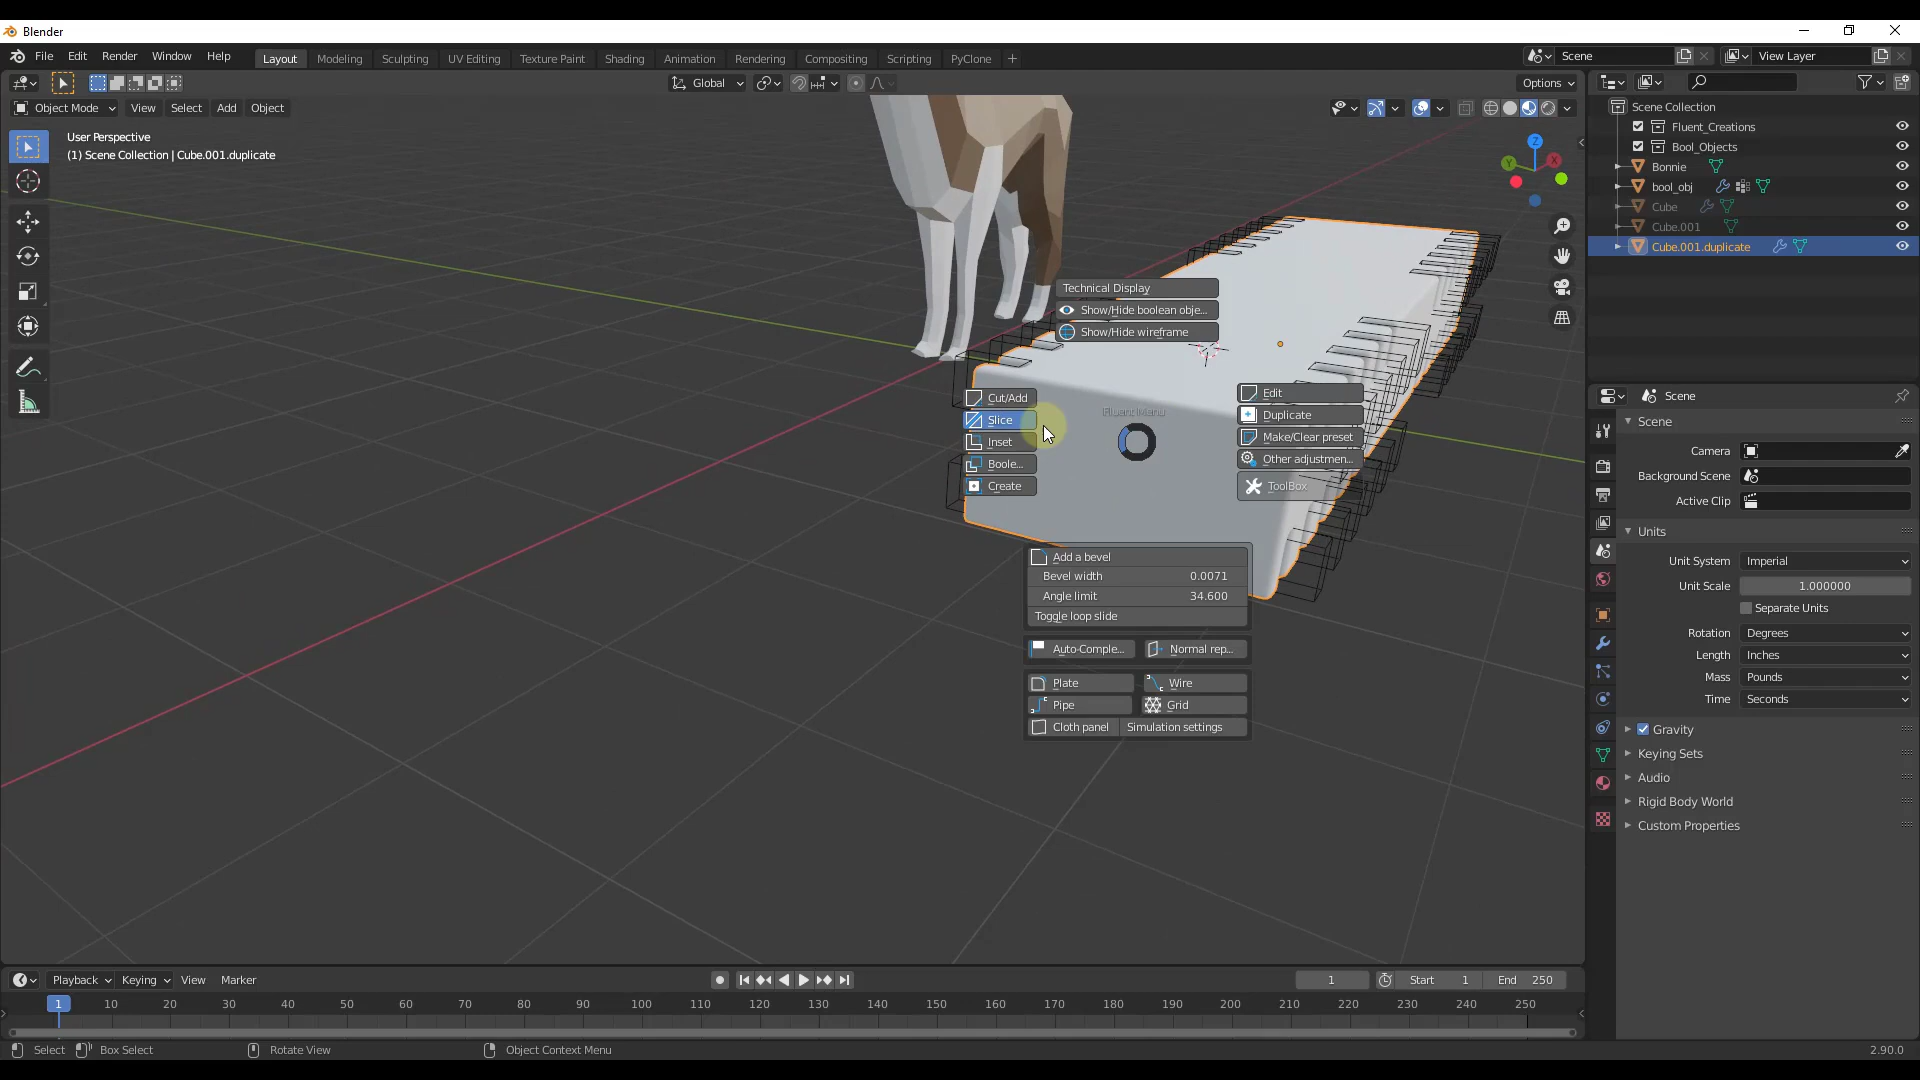 Blender
File Edit Render Window Help
Layout Modeling Sculpting UV Editing Texture Paint Shading Animation Rendering Compositing Scripting PyClone
Scene View Layer
Global Options
Object Mode View Select Add Object
User Perspective
(1) Scene Collection | Cube.001.duplicate
Z
Y X
Technical Display
Show/Hide boolean obje...
Show/Hide wireframe
Cut/Add
Slice
Inset
Boole...
Create
Fluent Menu
Edit
Duplicate
Make/Clear preset
Other adjustmen...
ToolBox
Add a bevel
Bevel width 0.0071
Angle limit 34.600
Toggle loop slide
Auto-Comple... Normal rep...
Plate Wire
Pipe Grid
Cloth panel Simulation settings
Scene Collection
Fluent_Creations
Bool_Objects
Bonnie
bool_obj
Cube
Cube.001
Cube.001.duplicate
Scene
Scene
Camera
Background Scene
Active Clip
Units
Unit System Imperial
Unit Scale 1.000000
Separate Units
Rotation Degrees
Length Inches
Mass Pounds
Time Seconds
Gravity
Keying Sets
Audio
Rigid Body World
Custom Properties
Playback Keying View Marker
1 Start 1 End 250
1 10 20 30 40 50 60 70 80 90 100 110 120 130 140 150 160 170 180 190 200 210 220 230 240 250
Select Box Select Rotate View Object Context Menu 2.90.0